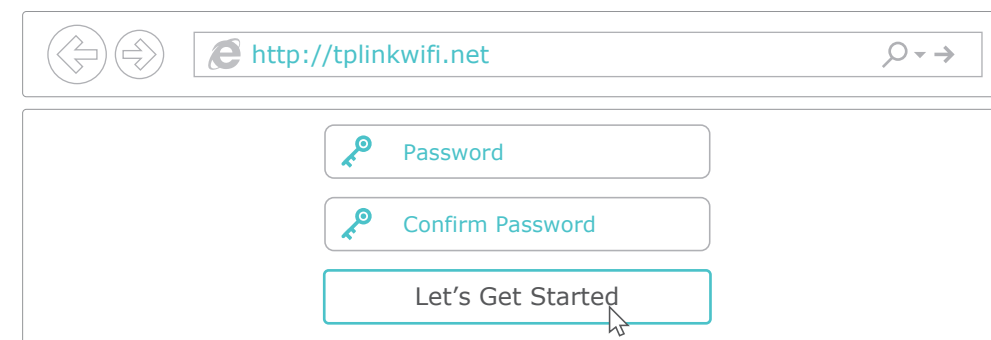 http://tplinkwifi.net
Password
Confirm Password
Let’s Get Started